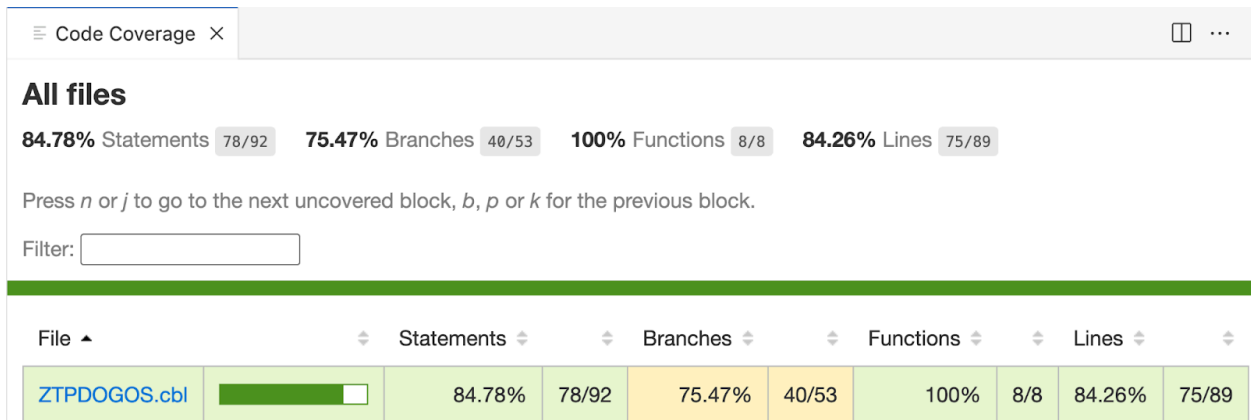 Code Coverage
All files
84.78% Statements 78/92 75.47% Branches 40/53 100% Functions 8/8 84.26% Lines 75/89
Press n or j to go to the next uncovered block, b, p or k for the previous block.
Filter:
File Statements Branches Functions Lines
ZTPDOGOS.cbl 84.78% 78/92 75.47% 40/53 100% 8/8 84.26% 75/89